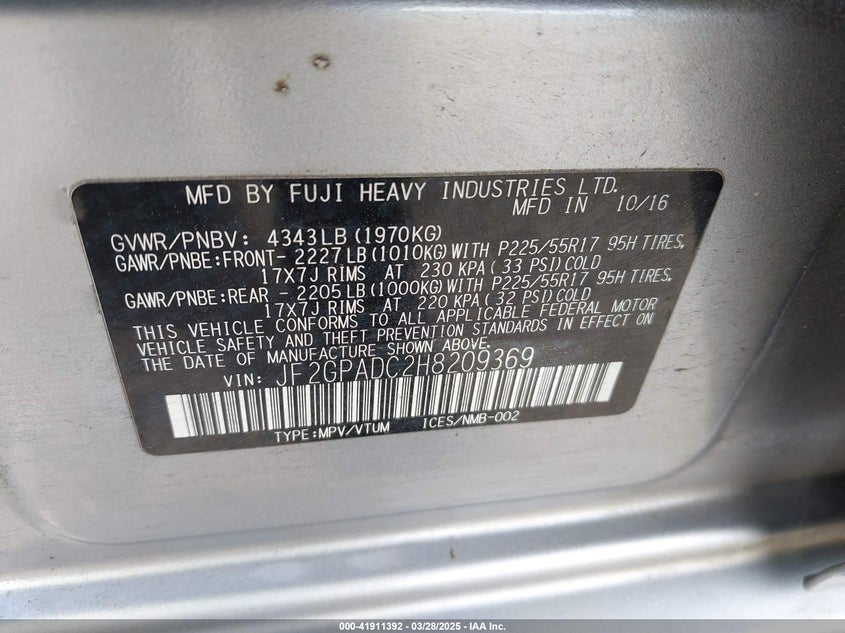 MFD BY FUJI HEAVY INDUSTRIES LTD.
MFD IN 10/16
GVWR/PNBV: 4343LB(1970KG)
GAWR/PNBE:FRONT-2227LB(1010KG)WITH P225/55R17 95H TIRES,
17X7J RIMS AT 230 KPA(33 PSI)COLD
GAWR/PNBE:REAR -2205LB(1000KG)WITH P225/55R17 95H TIRES,
17X7J RIMS AT 220 KPA(32 PSI)COLD
THIS VEHICLE CONFORMS TO ALL APPLICABLE FEDERAL MOTOR
VEHICLE SAFETY AND THEFT PREVENTION STANDARDS IN EFFECT ON
THE DATE OF MANUFACTURE SHOWN ABOVE.
VIN: JF2GPADC2H8209369
TYPE:MPV/VTUM ICES/NMB-002
000-41911392 | 03/28/2025 - IAA Inc.